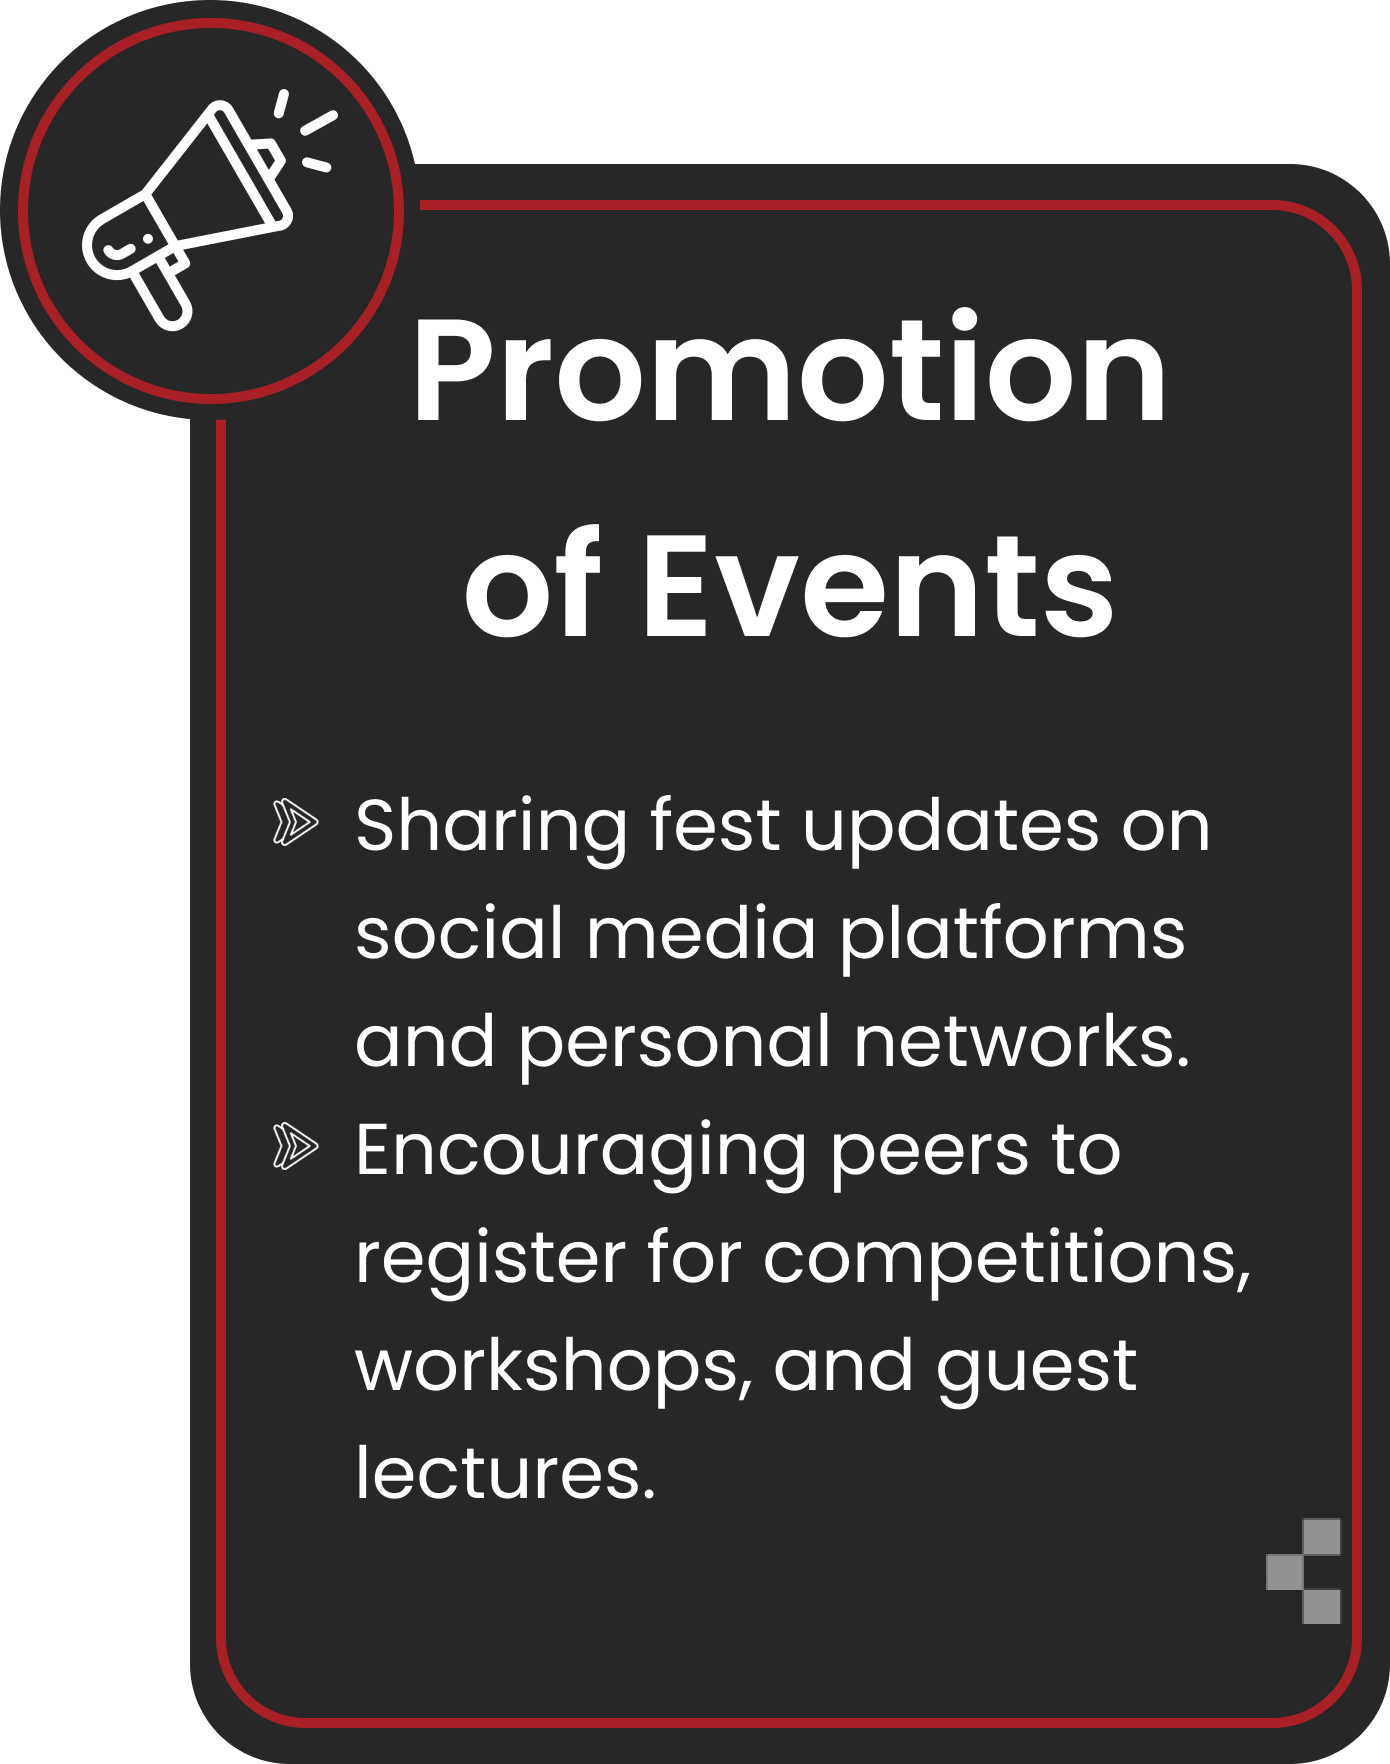 Promotion
of Events
Sharing fest updates on
social media platforms
and personal networks.
Encouraging peers to
register for competitions,
workshops, and guest
lectures.